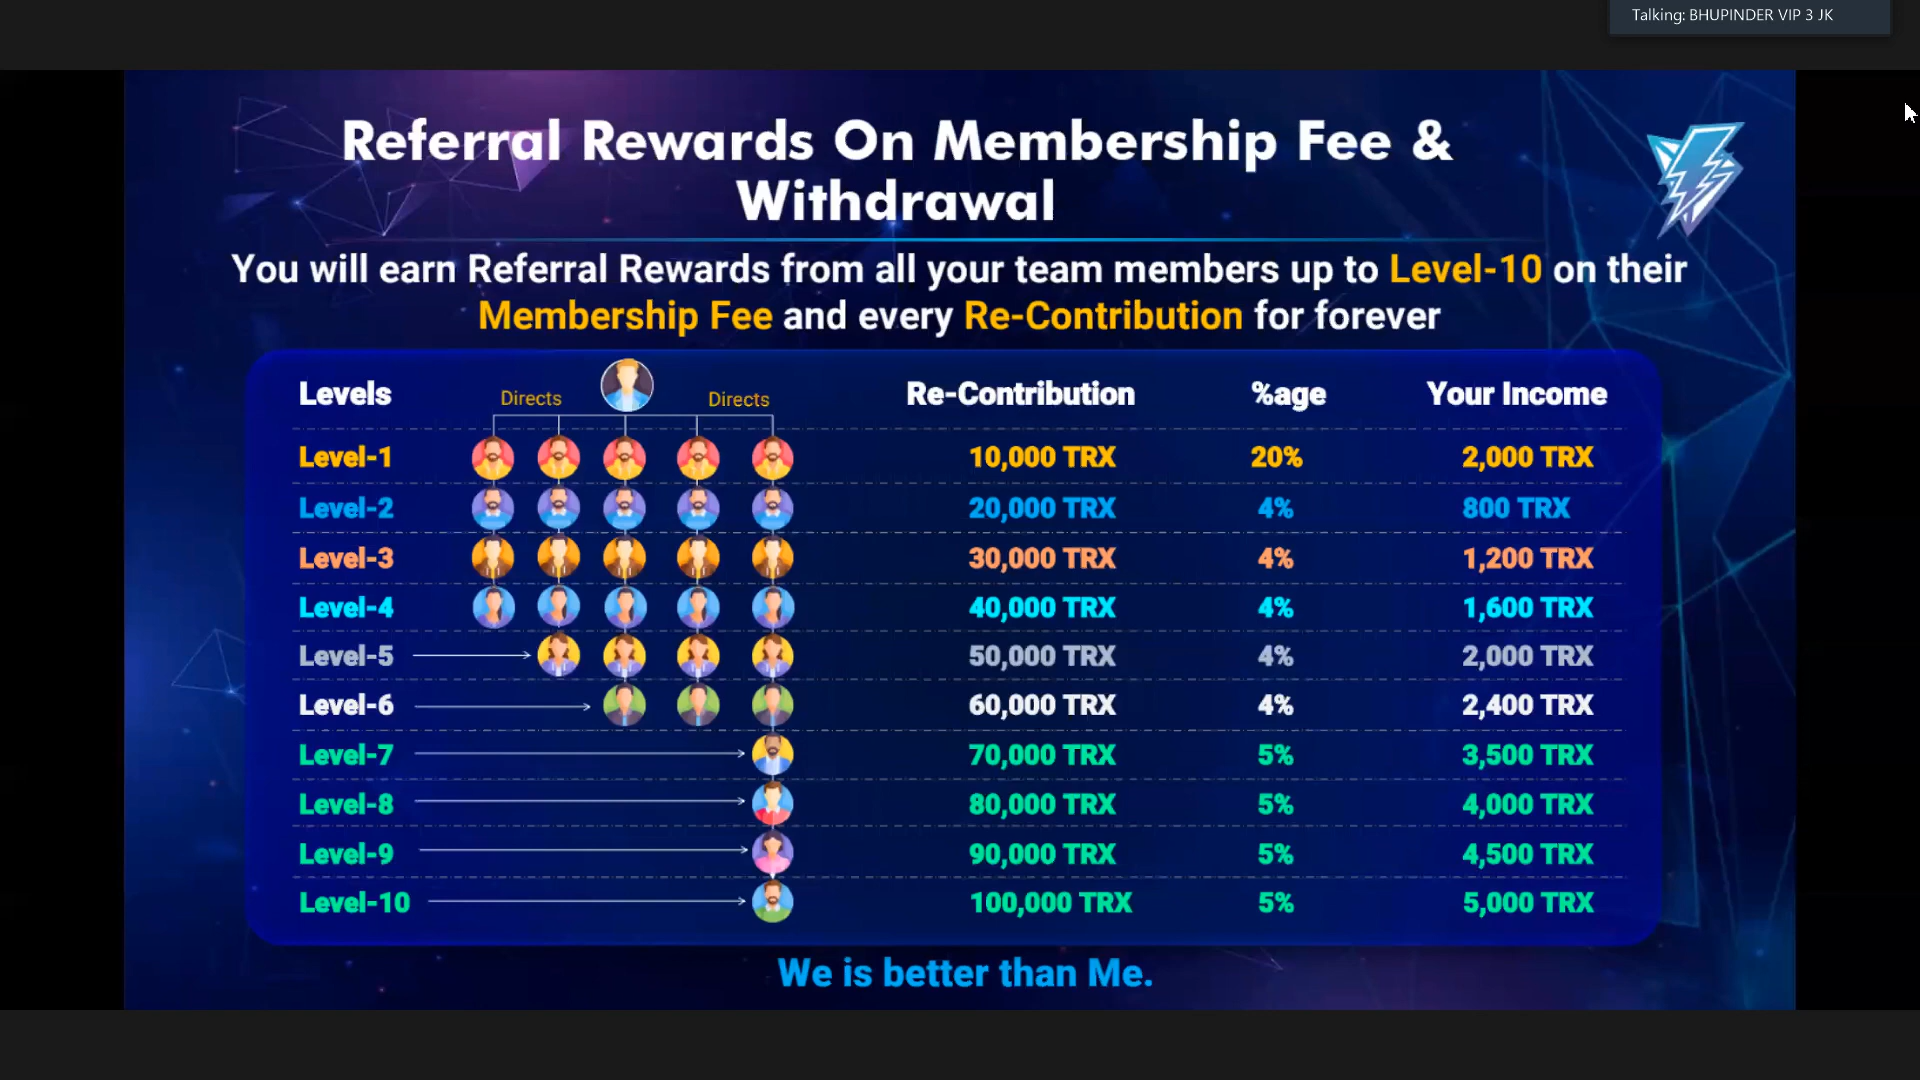 Talking: BHUPINDER VIP 3 JK
Referral Rewards On Membership Fee &
Withdrawal
You will earn Referral Rewards from all your team members up to Level-10 on their
Membership Fee and every Re-Contribution for forever
Levels Directs Directs Re-Contribution %age Your Income
Level-1 10,000 TRX 20% 2,000 TRX
Level-2 20,000 TRX 4% 800 TRX
Level-3 30,000 TRX 4% 1,200 TRX
Level-4 40,000 TRX 4% 1,600 TRX
Level-5 50,000 TRX 4% 2,000 TRX
Level-6 60,000 TRX 4% 2,400 TRX
Level-7 70,000 TRX 5% 3,500 TRX
Level-8 80,000 TRX 5% 4,000 TRX
Level-9 90,000 TRX 5% 4,500 TRX
Level-10 100,000 TRX 5% 5,000 TRX
We is better than Me.